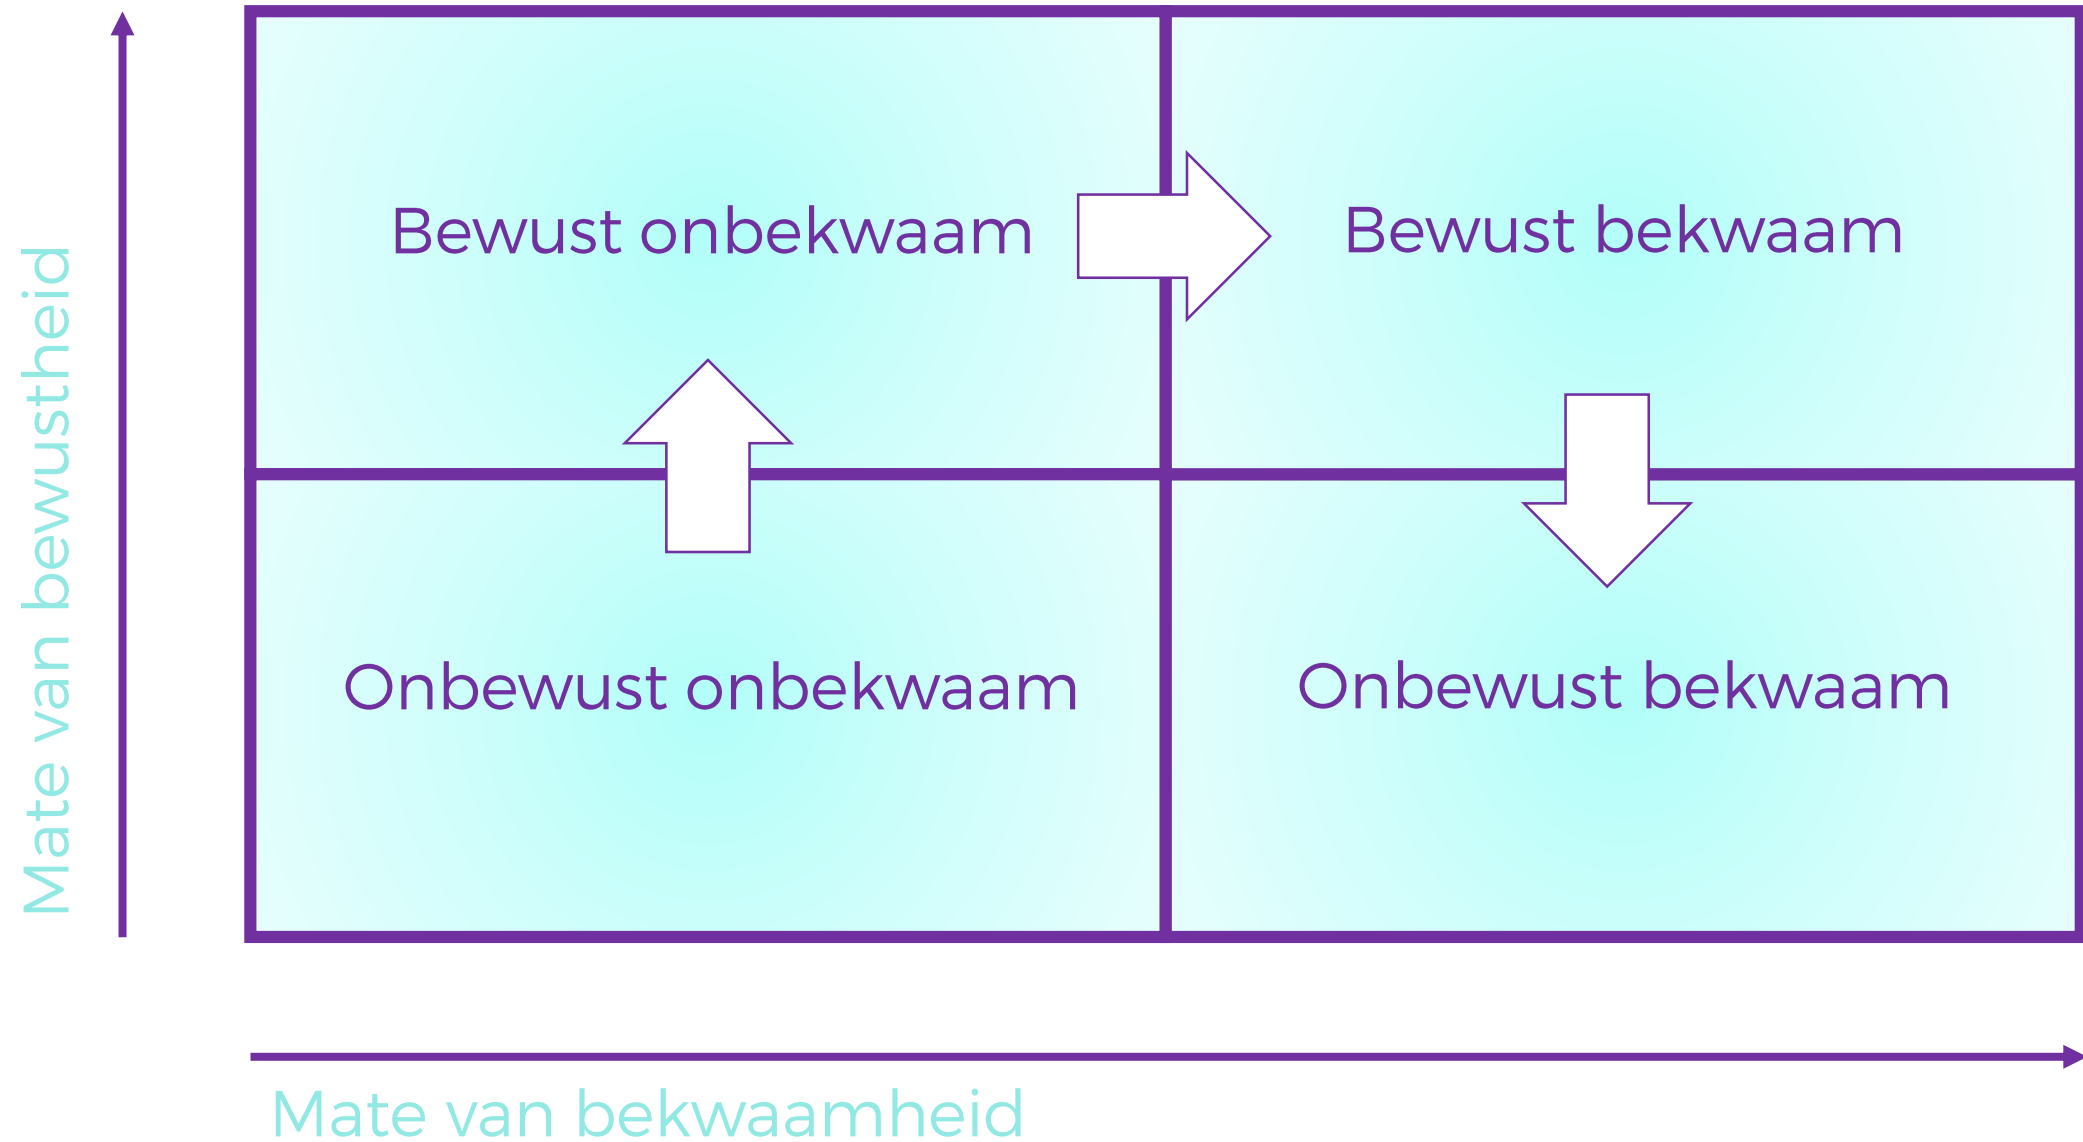 Mate van bewustheid
Bewust onbekwaam
Bewust bekwaam
Onbewust onbekwaam
Onbewust bekwaam
Mate van bekwaamheid